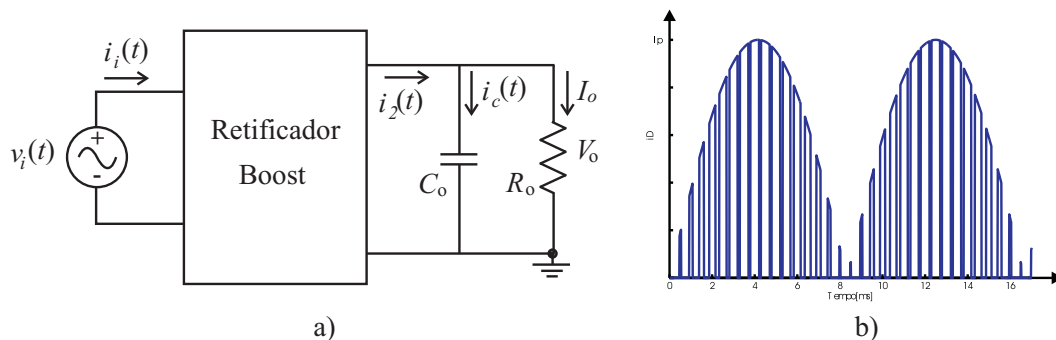 i_i(t)
v_i(t)
+
-
Retificador
Boost
i_2(t)
i_c(t)
I_o
C_o
R_o
V_o
a)
Ip
iD
0
2
4
6
8
10
12
14
16
Tempo[ms]
b)